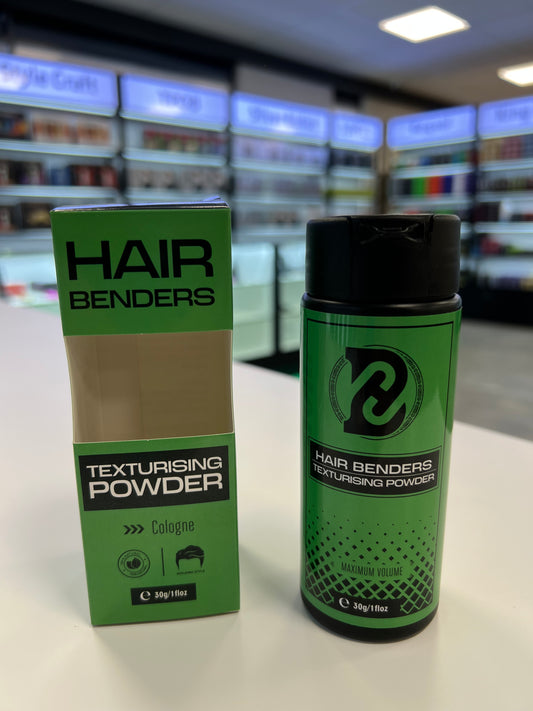 HAIR
BENDERS
TEXTURISING
POWDER
>>> Cologne
℮ 30g/1floz
HAIR BENDERS
TEXTURISING POWDER
MAXIMUM VOLUME
℮ 30g/1floz